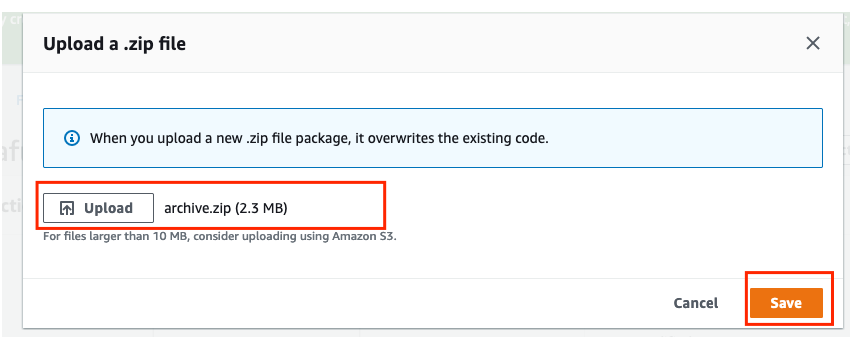 Upload a .zip file
When you upload a new .zip file package, it overwrites the existing code.
Upload archive.zip (2.3 MB)
For files larger than 10 MB, consider uploading using Amazon S3.
Cancel Save